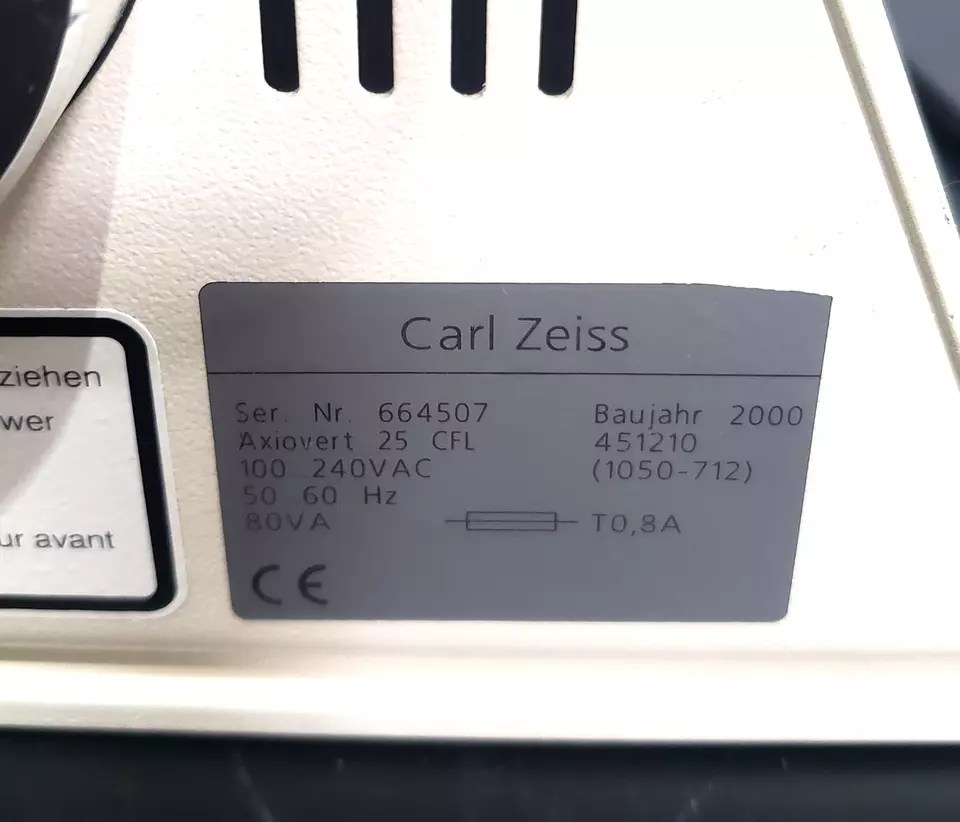 Carl Zeiss
Ser. Nr. 664507 Baujahr 2000
Axiovert 25 CFL 451210
100...240VAC (1050-712)
50...60 Hz
80VA T0,8A
CE
ziehen
wer
ur avant